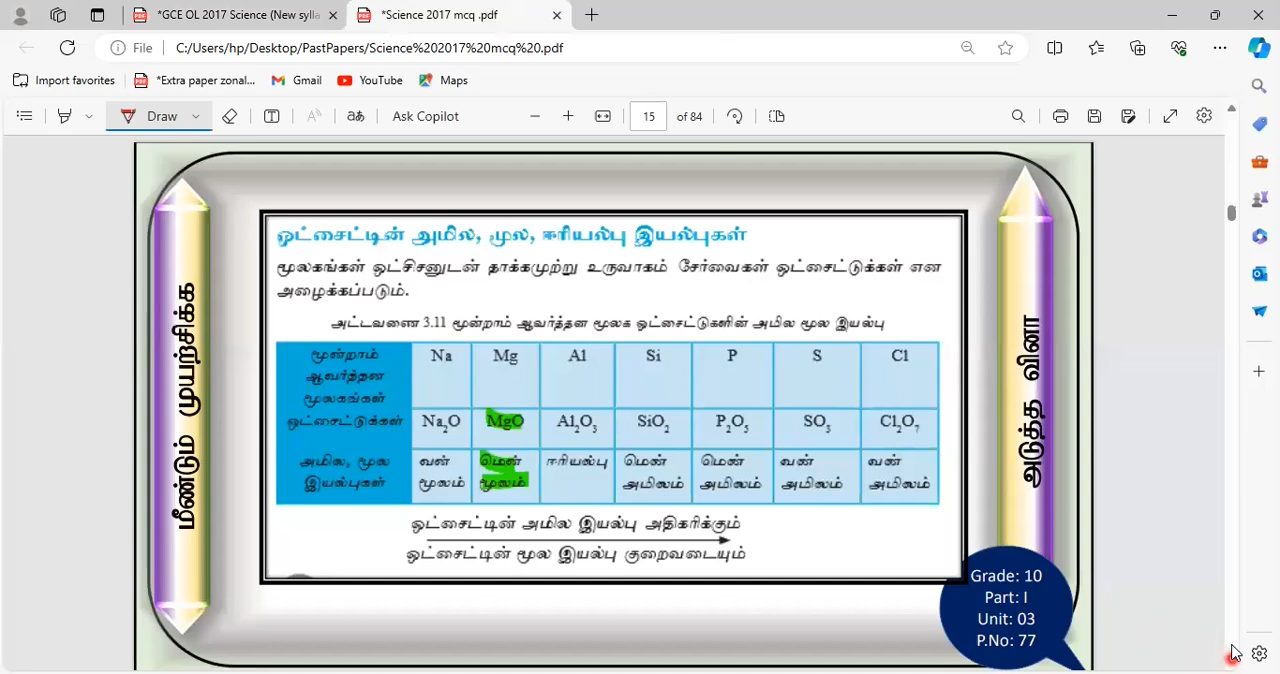 *GCE OL 2017 Science (New sylla
*Science 2017 mcq .pdf
File
C:/Users/hp/Desktop/PastPapers/Science%202017%20mcq%20.pdf
Import favorites
*Extra paper zonal...
Gmail
YouTube
Maps
Draw
Ask Copilot
15 of 84
மீண்டும் முயற்சிக்க
ஒட்சைட்டின் அமில, மூல, ஈரியல்பு இயல்புகள்
மூலகங்கள் ஒட்சிசனுடன் தாக்கமுற்று உருவாகம் சேர்வைகள் ஒட்சைட்டுக்கள் என
அழைக்கப்படும்.
அட்டவணை 3.11 மூன்றாம் ஆவர்த்தன மூலக ஒட்சைட்டுகளின் அமில மூல இயல்பு
மூன்றாம் ஆவர்த்தன மூலகங்கள் Na Mg Al Si P S Cl
ஒட்சைட்டுக்கள் Na₂O MgO Al₂O₃ SiO₂ P₂O₅ SO₃ Cl₂O₇
அமில, மூல இயல்புகள் வன் மூலம் மென் மூலம் ஈரியல்பு மெண் அமிலம் மெண் அமிலம் வண் அமிலம் வண் அமிலம்
ஒட்சைட்டின் அமில இயல்பு அதிகரிக்கும்
ஒட்சைட்டின் மூல இயல்பு குறைவடையும்
அடுத்த வினா
Grade: 10
Part: I
Unit: 03
P.No: 77